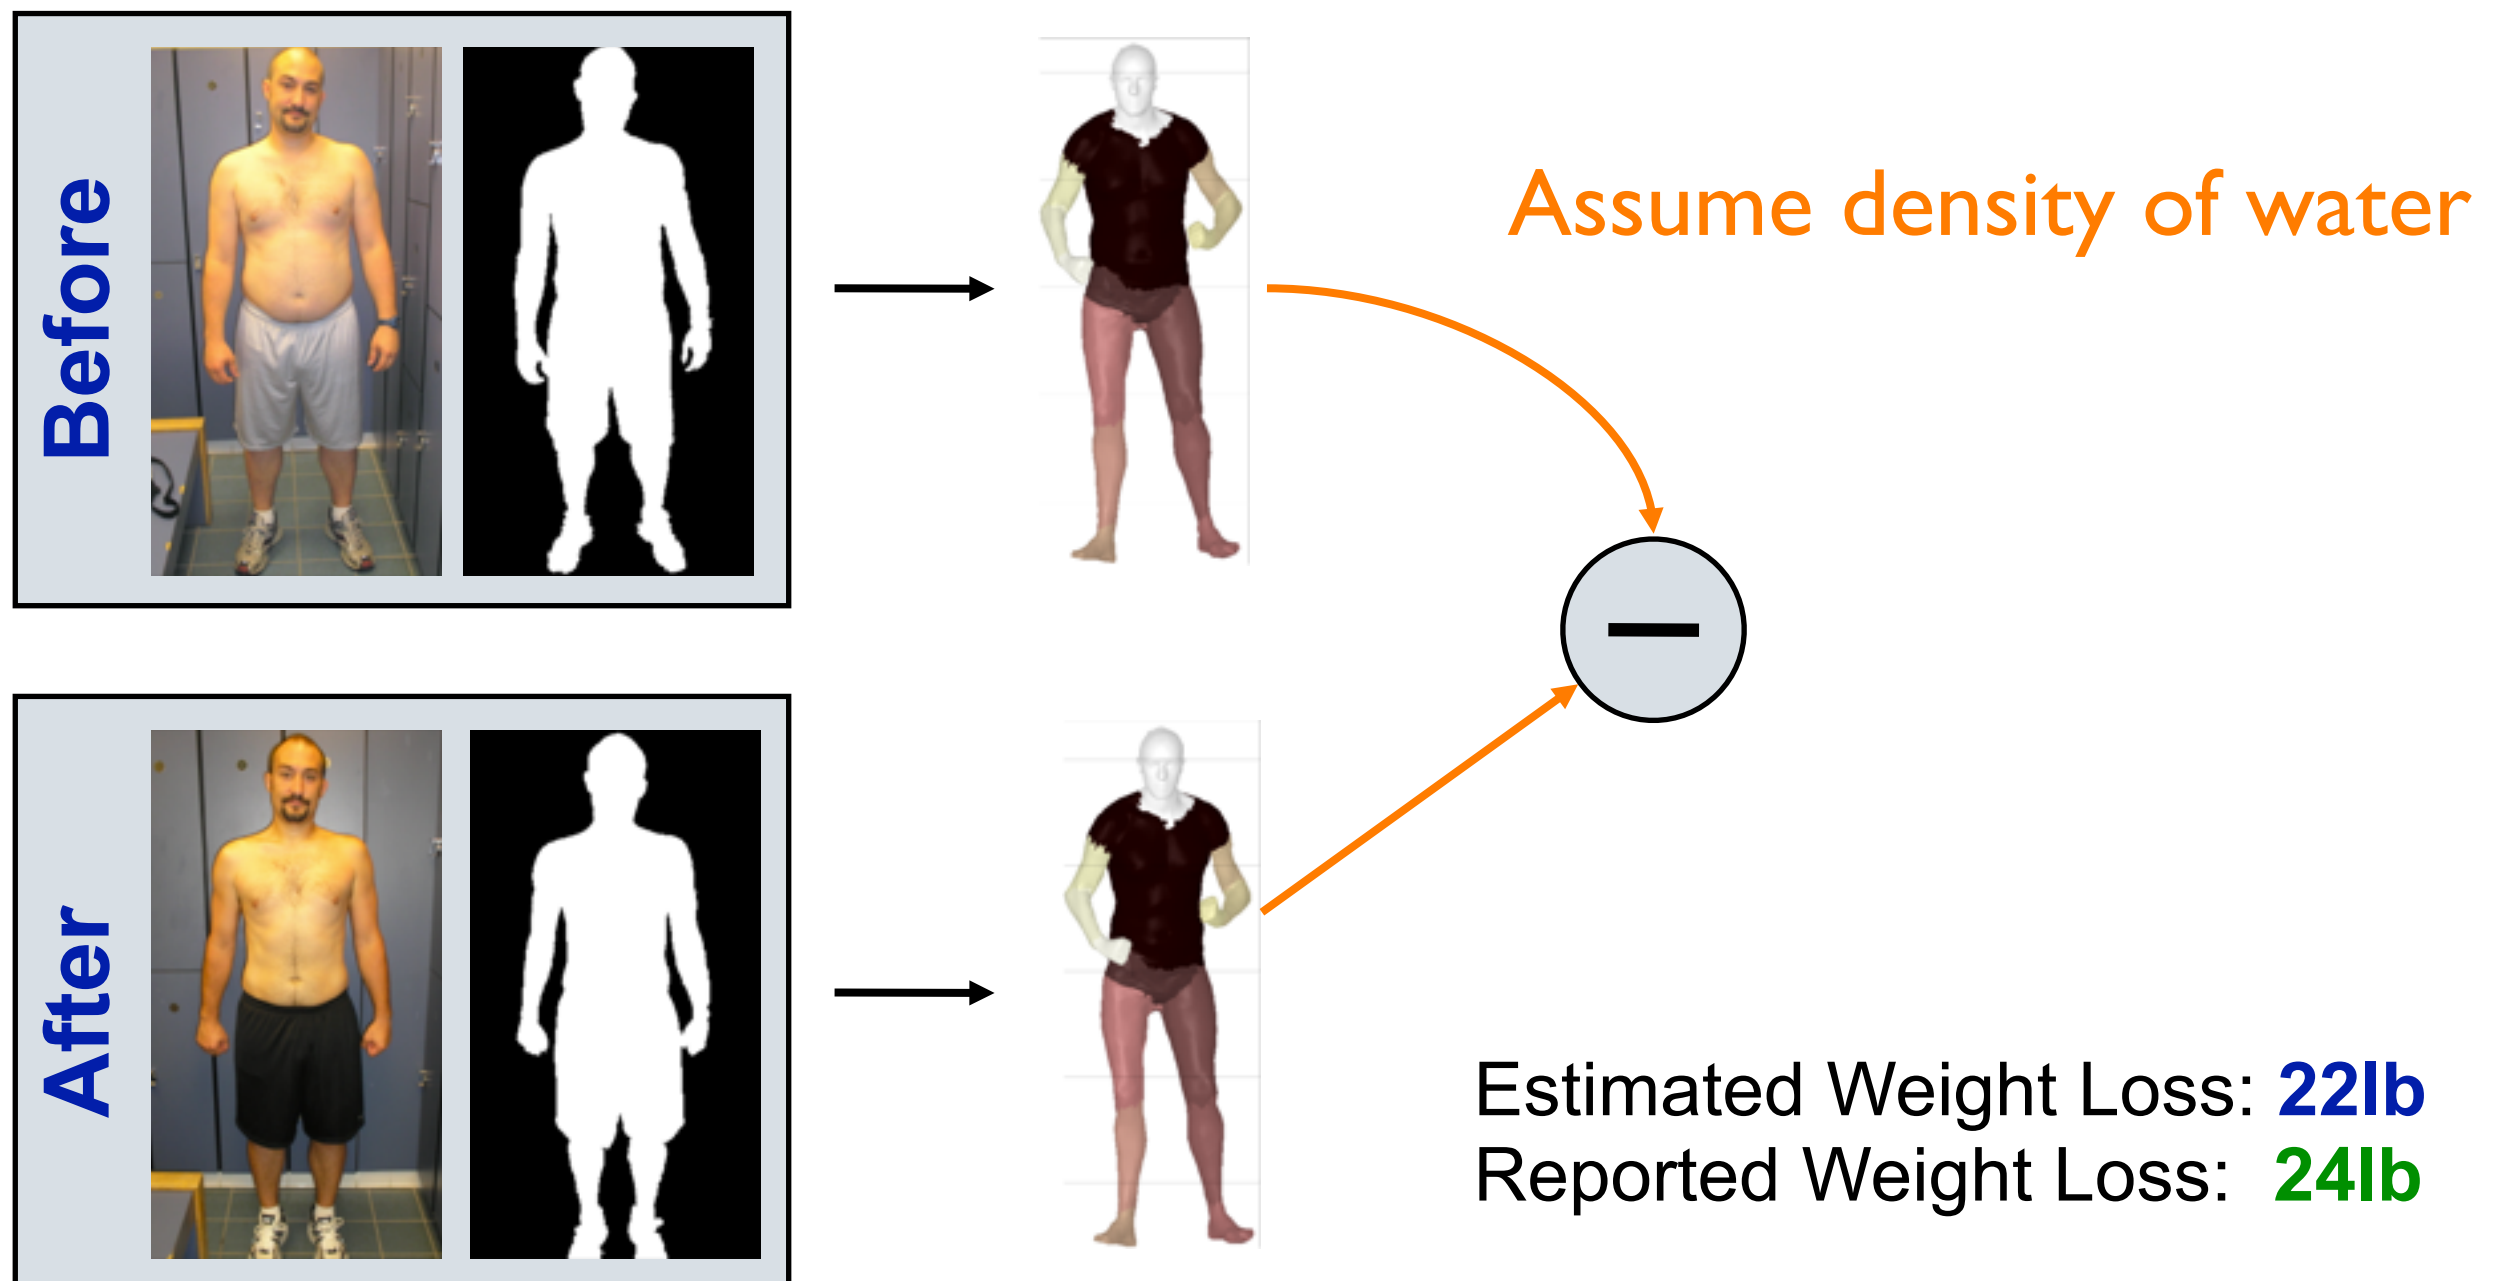 Before
Assume density of water
After
Estimated Weight Loss: 22lb
Reported Weight Loss: 24lb